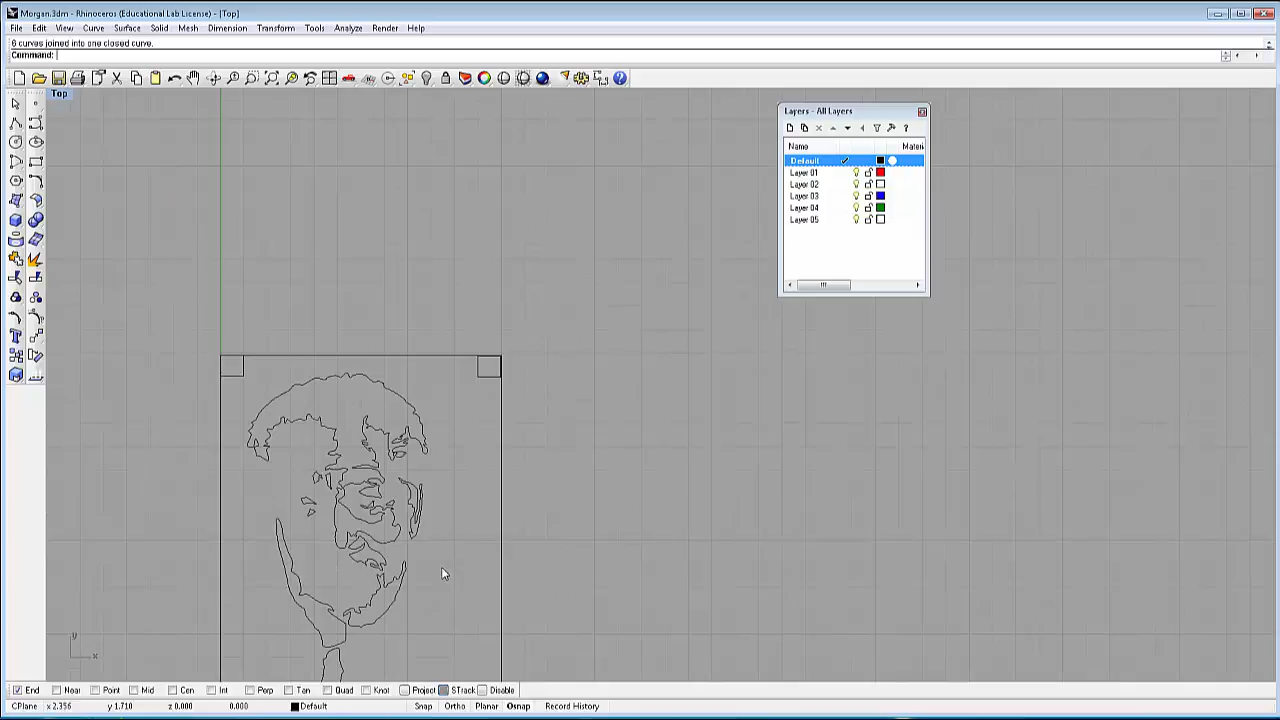 Morgan.3dm - Rhinoceros (Educational Lab License) - [Top]
File Edit View Curve Surface Solid Mesh Dimension Transform Tools Analyze Render Help
6 curves joined into one closed curve.
Command:
Top
Layers - All Layers
Name Materi
Default
Layer 01
Layer 02
Layer 03
Layer 04
Layer 05
y
x
End Near Point Mid Cen Int Perp Tan Quad Knot Project STrack Disable
CPlane x 2.356 y 1.710 z 0.000 0.000 Default Snap Ortho Planar Osnap Record History